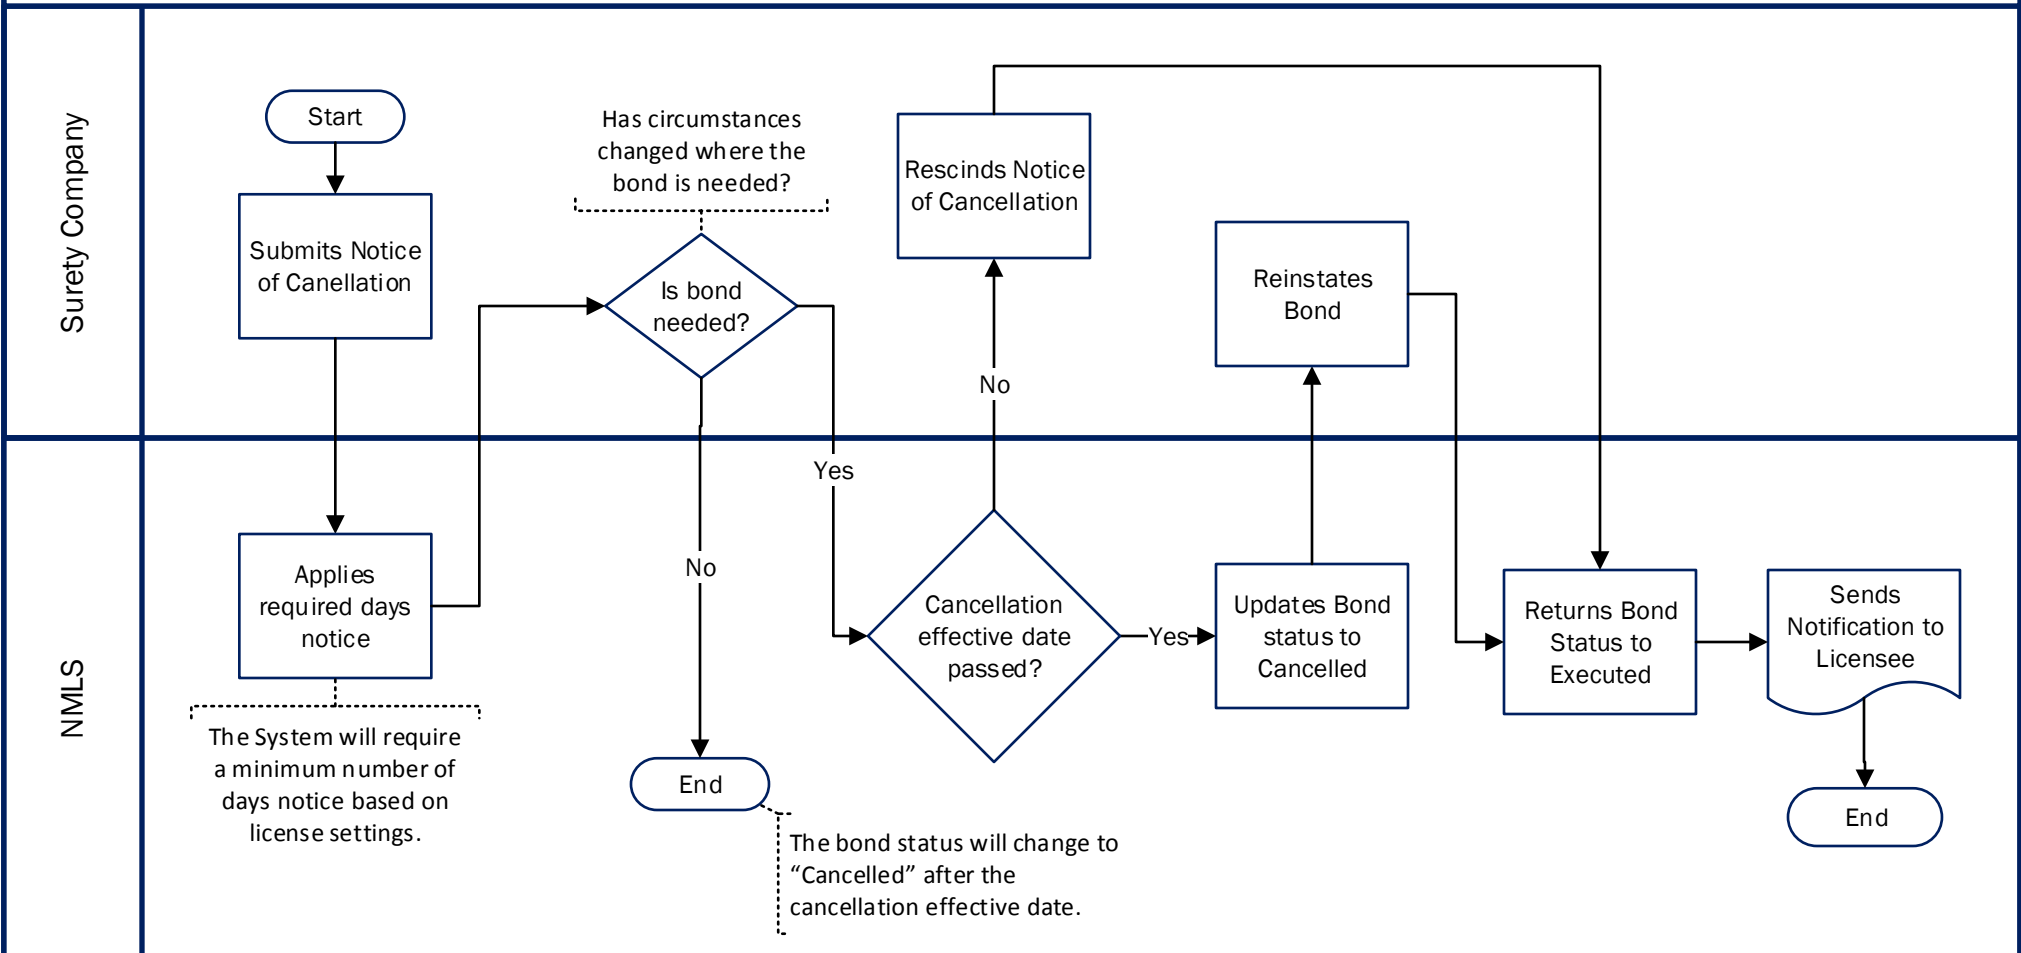 Surety Company
Start
Submits Notice
of Canellation
Has circumstances
changed where the
bond is needed?
Is bond
needed?
Rescinds Notice
of Cancellation
Reinstates
Bond
No
NMLS
Yes
Applies
required days
notice
The System will require
a minimum number of
days notice based on
license settings.
No
End
The bond status will change to
“Cancelled” after the
cancellation effective date.
Cancellation
effective date
passed?
Yes
Updates Bond
status to
Cancelled
Returns Bond
Status to
Executed
Sends
Notification to
Licensee
End